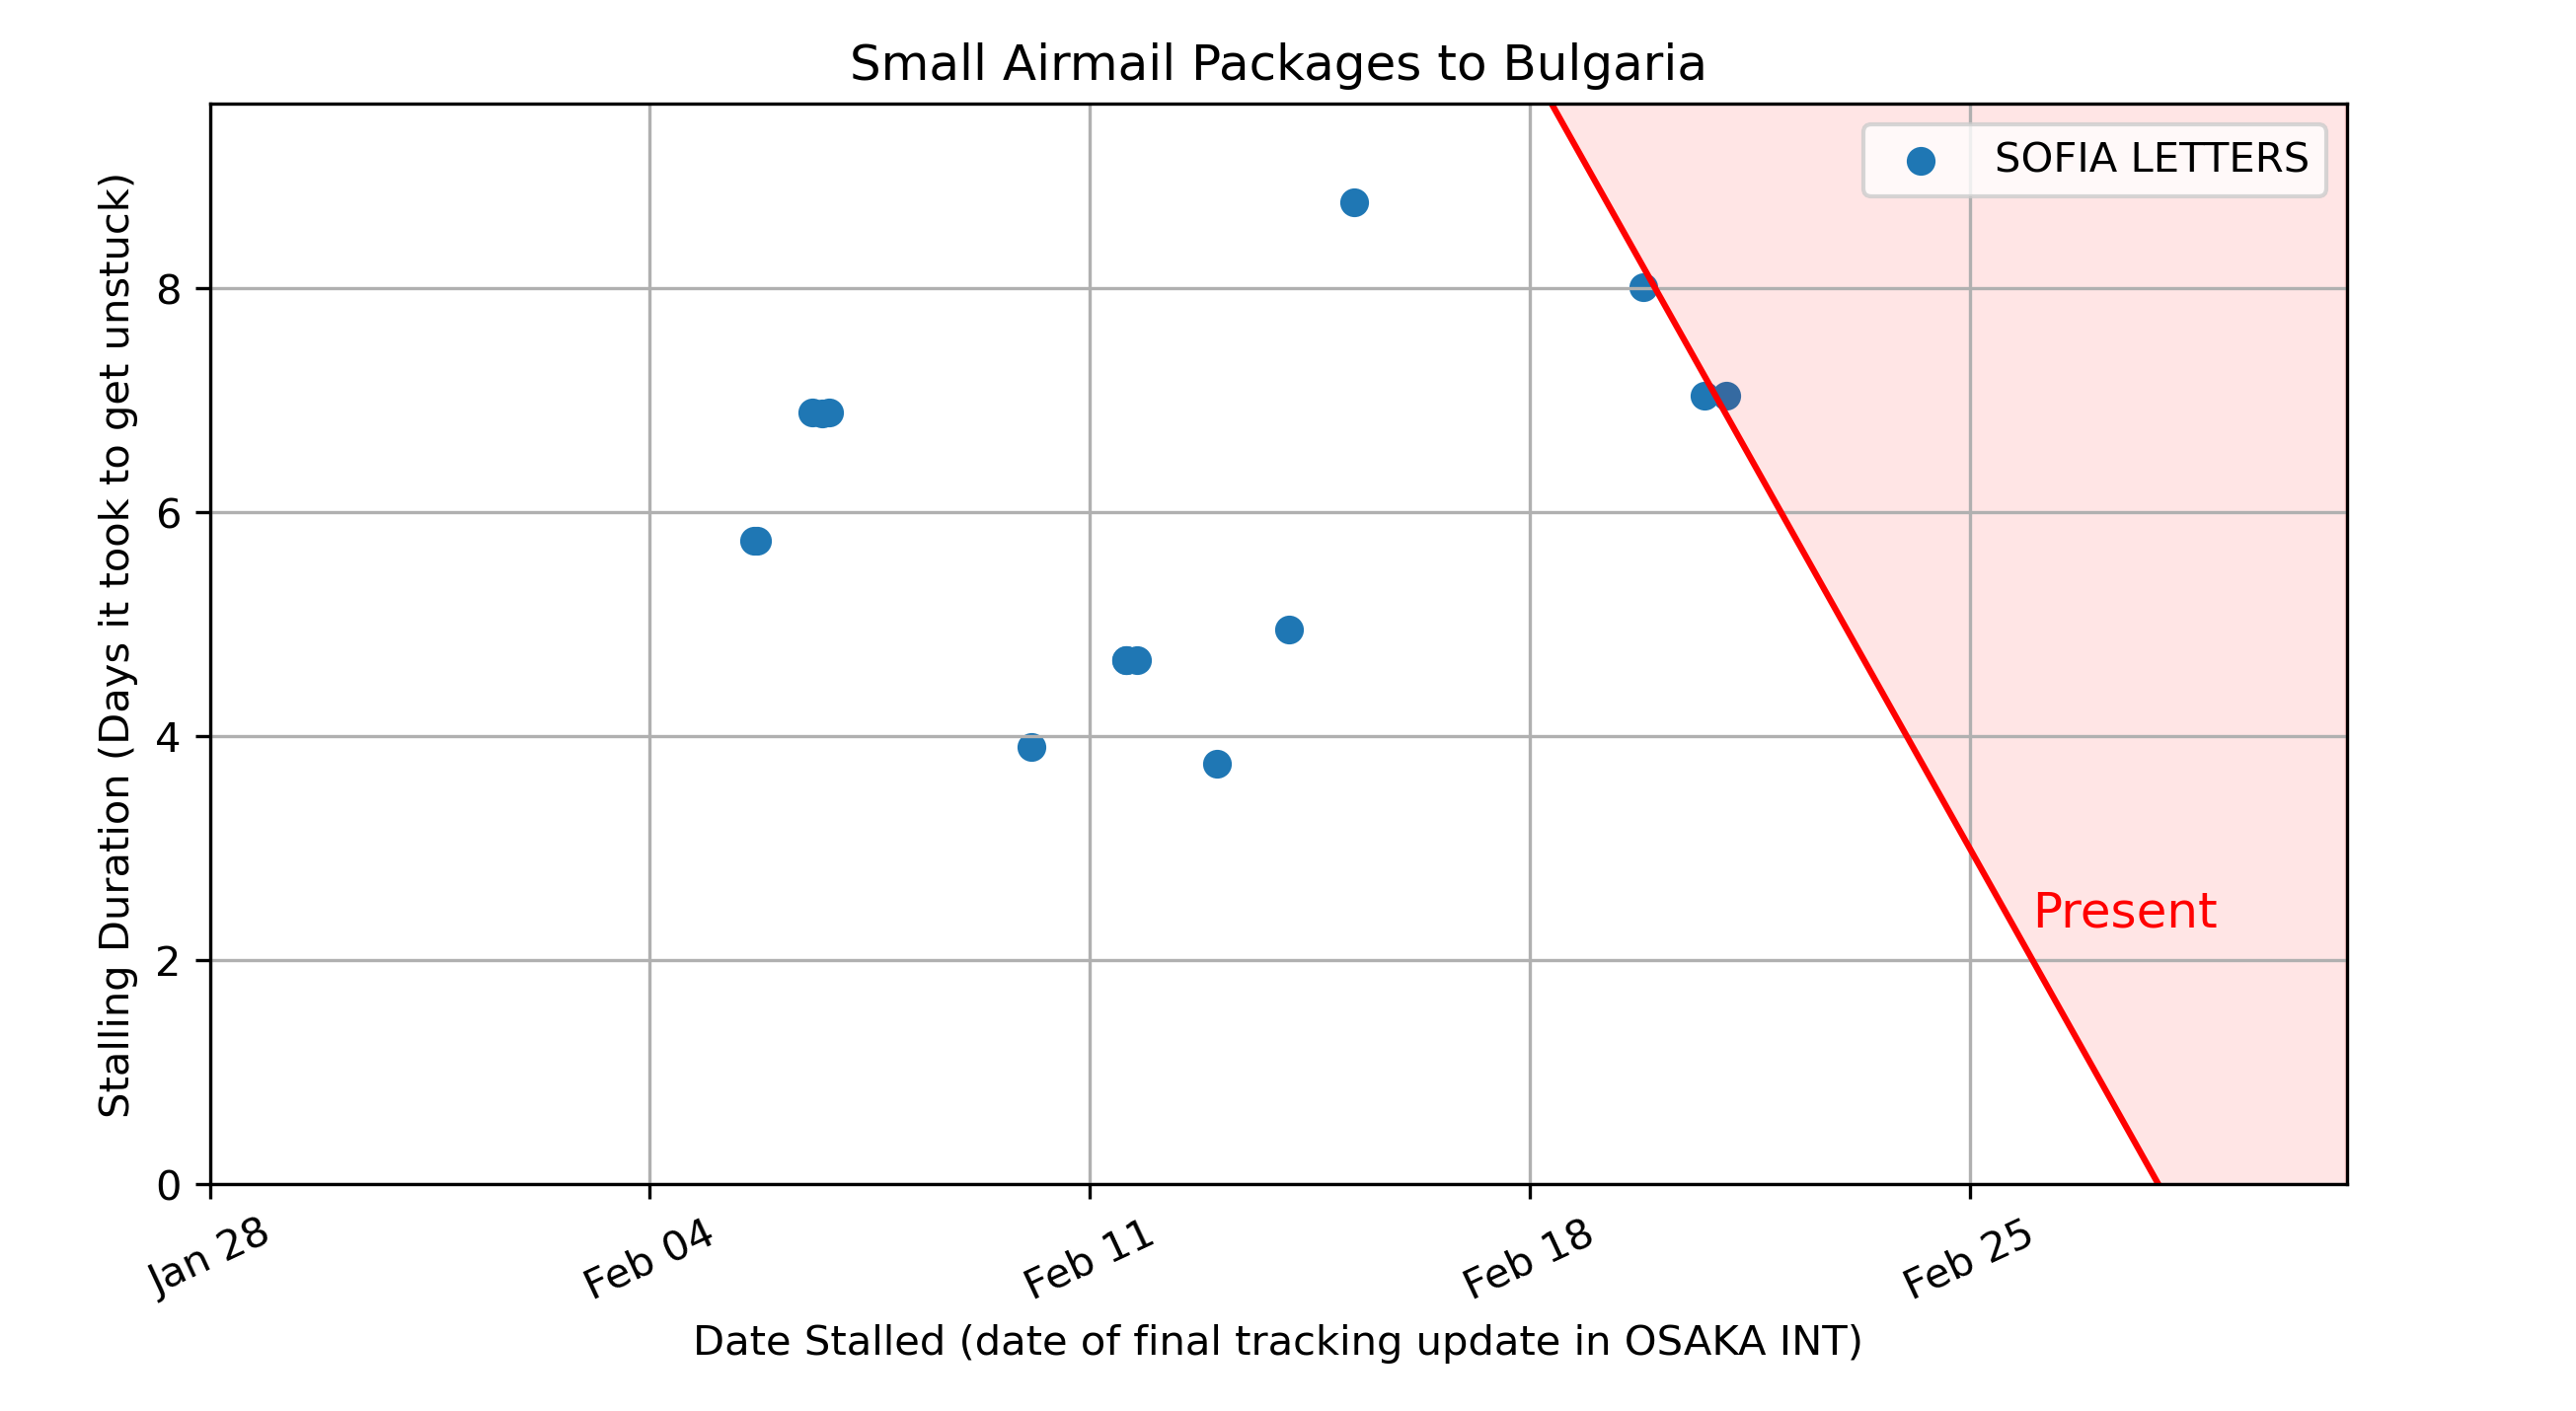 Small Airmail Packages to Bulgaria
SOFIA LETTERS
Stalling Duration (Days it took to get unstuck)
8
6
4
2
0
Present
Jan 28
Feb 04
Feb 11
Feb 18
Feb 25
Date Stalled (date of final tracking update in OSAKA INT)